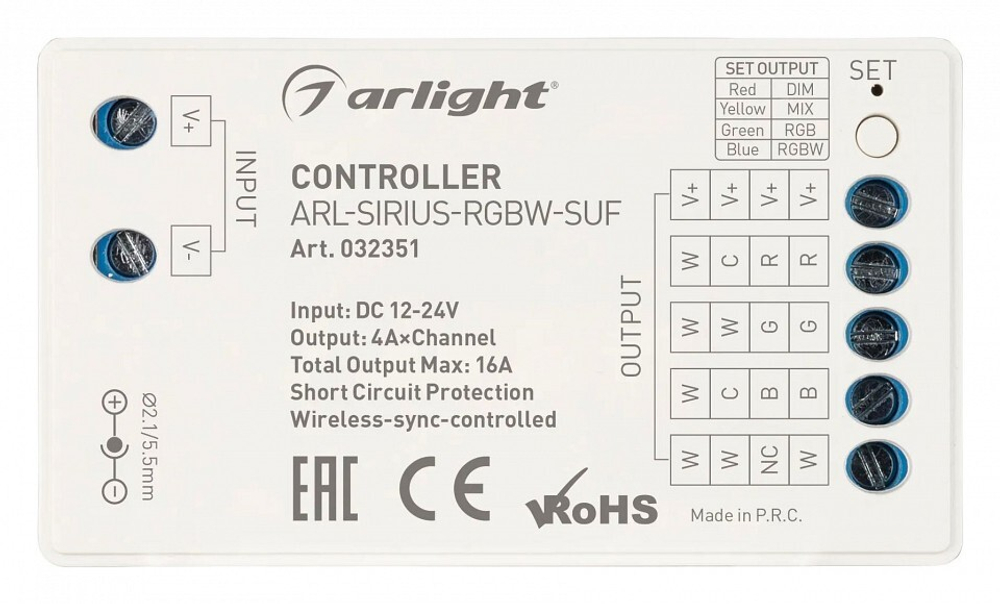 arlight®
CONTROLLER
ARL-SIRIUS-RGBW-SUF
Art. 032351
Input: DC 12-24V
Output: 4A×Channel
Total Output Max: 16A
Short Circuit Protection
Wireless-sync-controlled
EAC CE RoHS
Made in P.R.C.
INPUT
V+
V-
+
-
Ø2.1/5.5mm
SET OUTPUT
Red DIM
Yellow MIX
Green RGB
Blue RGBW
SET
OUTPUT
V+ V+ V+ V+
W C R R
W W G G
W C B B
W W NC W